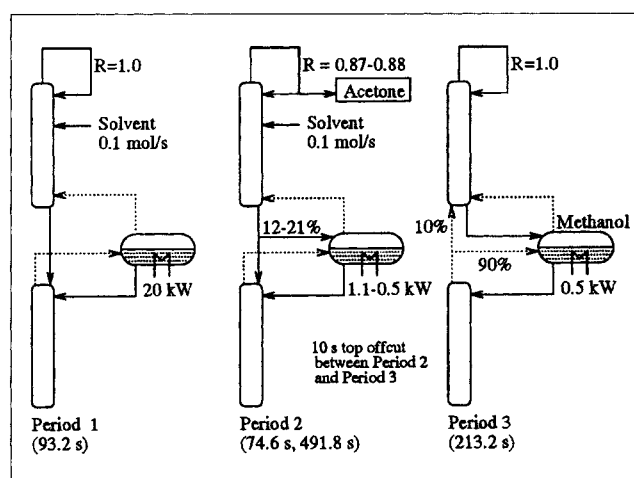 R=1.0
Solvent
0.1 mol/s
20 kW
Period 1
(93.2 s)
R = 0.87-0.88
Acetone
Solvent
0.1 mol/s
12-21%
1.1-0.5 kW
10 s top offcut
between Period 2
and Period 3
Period 2
(74.6 s, 491.8 s)
R=1.0
10%
Methanol
90%
0.5 kW
Period 3
(213.2 s)